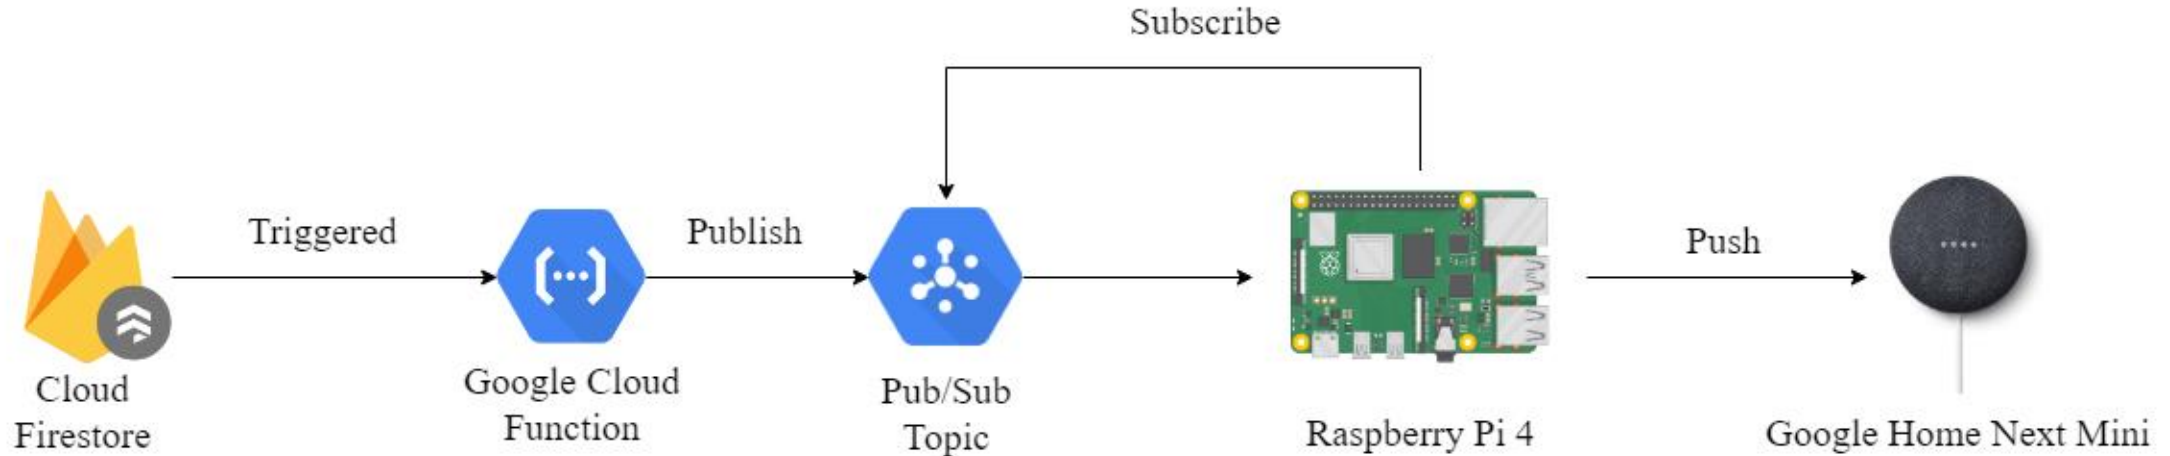 Subscribe
Triggered
Publish
Push
Cloud
Firestore
Google Cloud
Function
Pub/Sub
Topic
Raspberry Pi 4
Google Home Next Mini